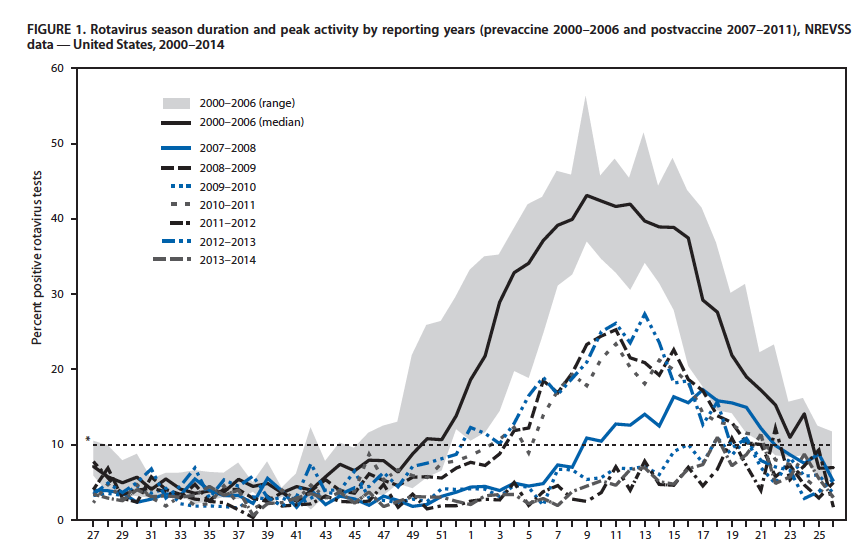 FIGURE 1. Rotavirus season duration and peak activity by reporting years (prevaccine 2000–2006 and postvaccine 2007–2011), NREVSS
data — United States, 2000–2014
60
50
40
30
20
10
0
Percent positive rotavirus tests
*
2000–2006 (range)
2000–2006 (median)
2007–2008
2008–2009
2009–2010
2010–2011
2011–2012
2012–2013
2013–2014
27 29 31 33 35 37 39 41 43 45 47 49 51 1 3 5 7 9 11 13 15 17 19 21 23 25